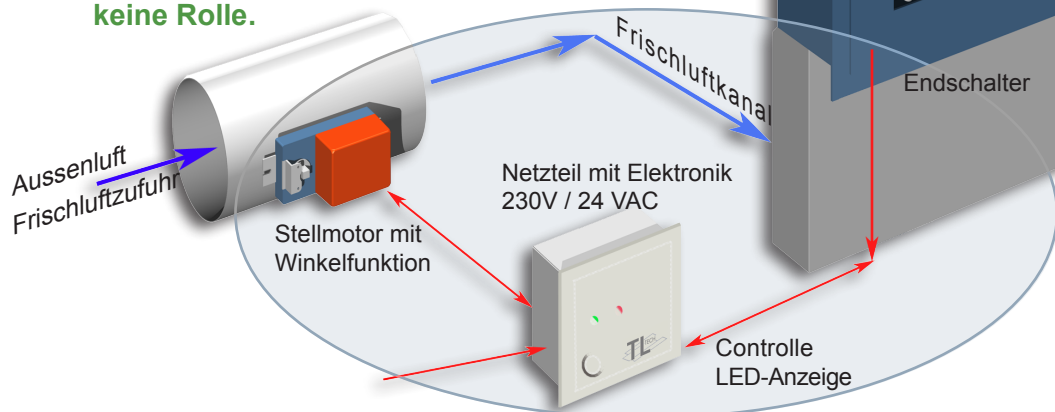 keine Rolle.
Frischluftkanal
Endschalter
Aussenluft
Frischluftzufuhr
Netzteil mit Elektronik
230V / 24 VAC
Stellmotor mit
Winkelfunktion
TL
TECH
Controlle
LED-Anzeige